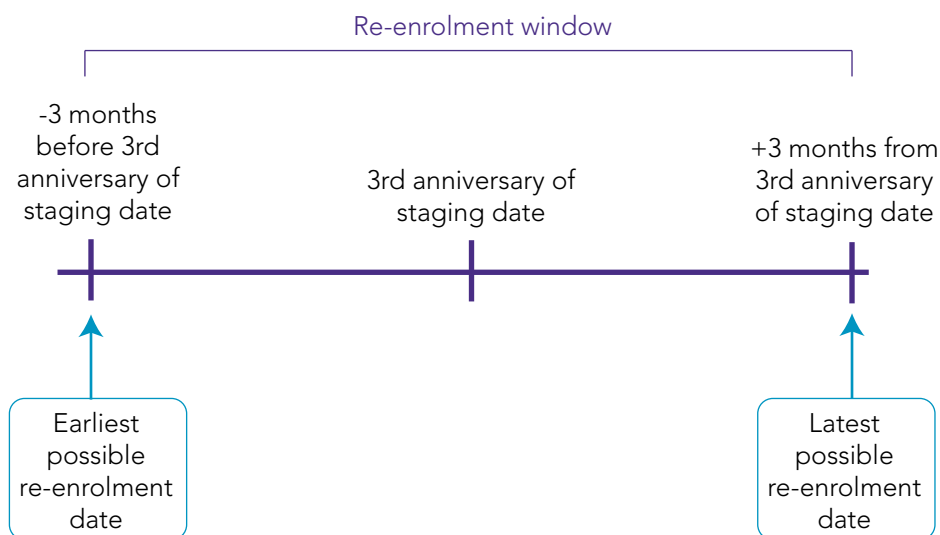 Re-enrolment window
-3 months
before 3rd
anniversary of
staging date
3rd anniversary of
staging date
+3 months from
3rd anniversary
of staging date
Earliest
possible
re-enrolment
date
Latest
possible
re-enrolment
date